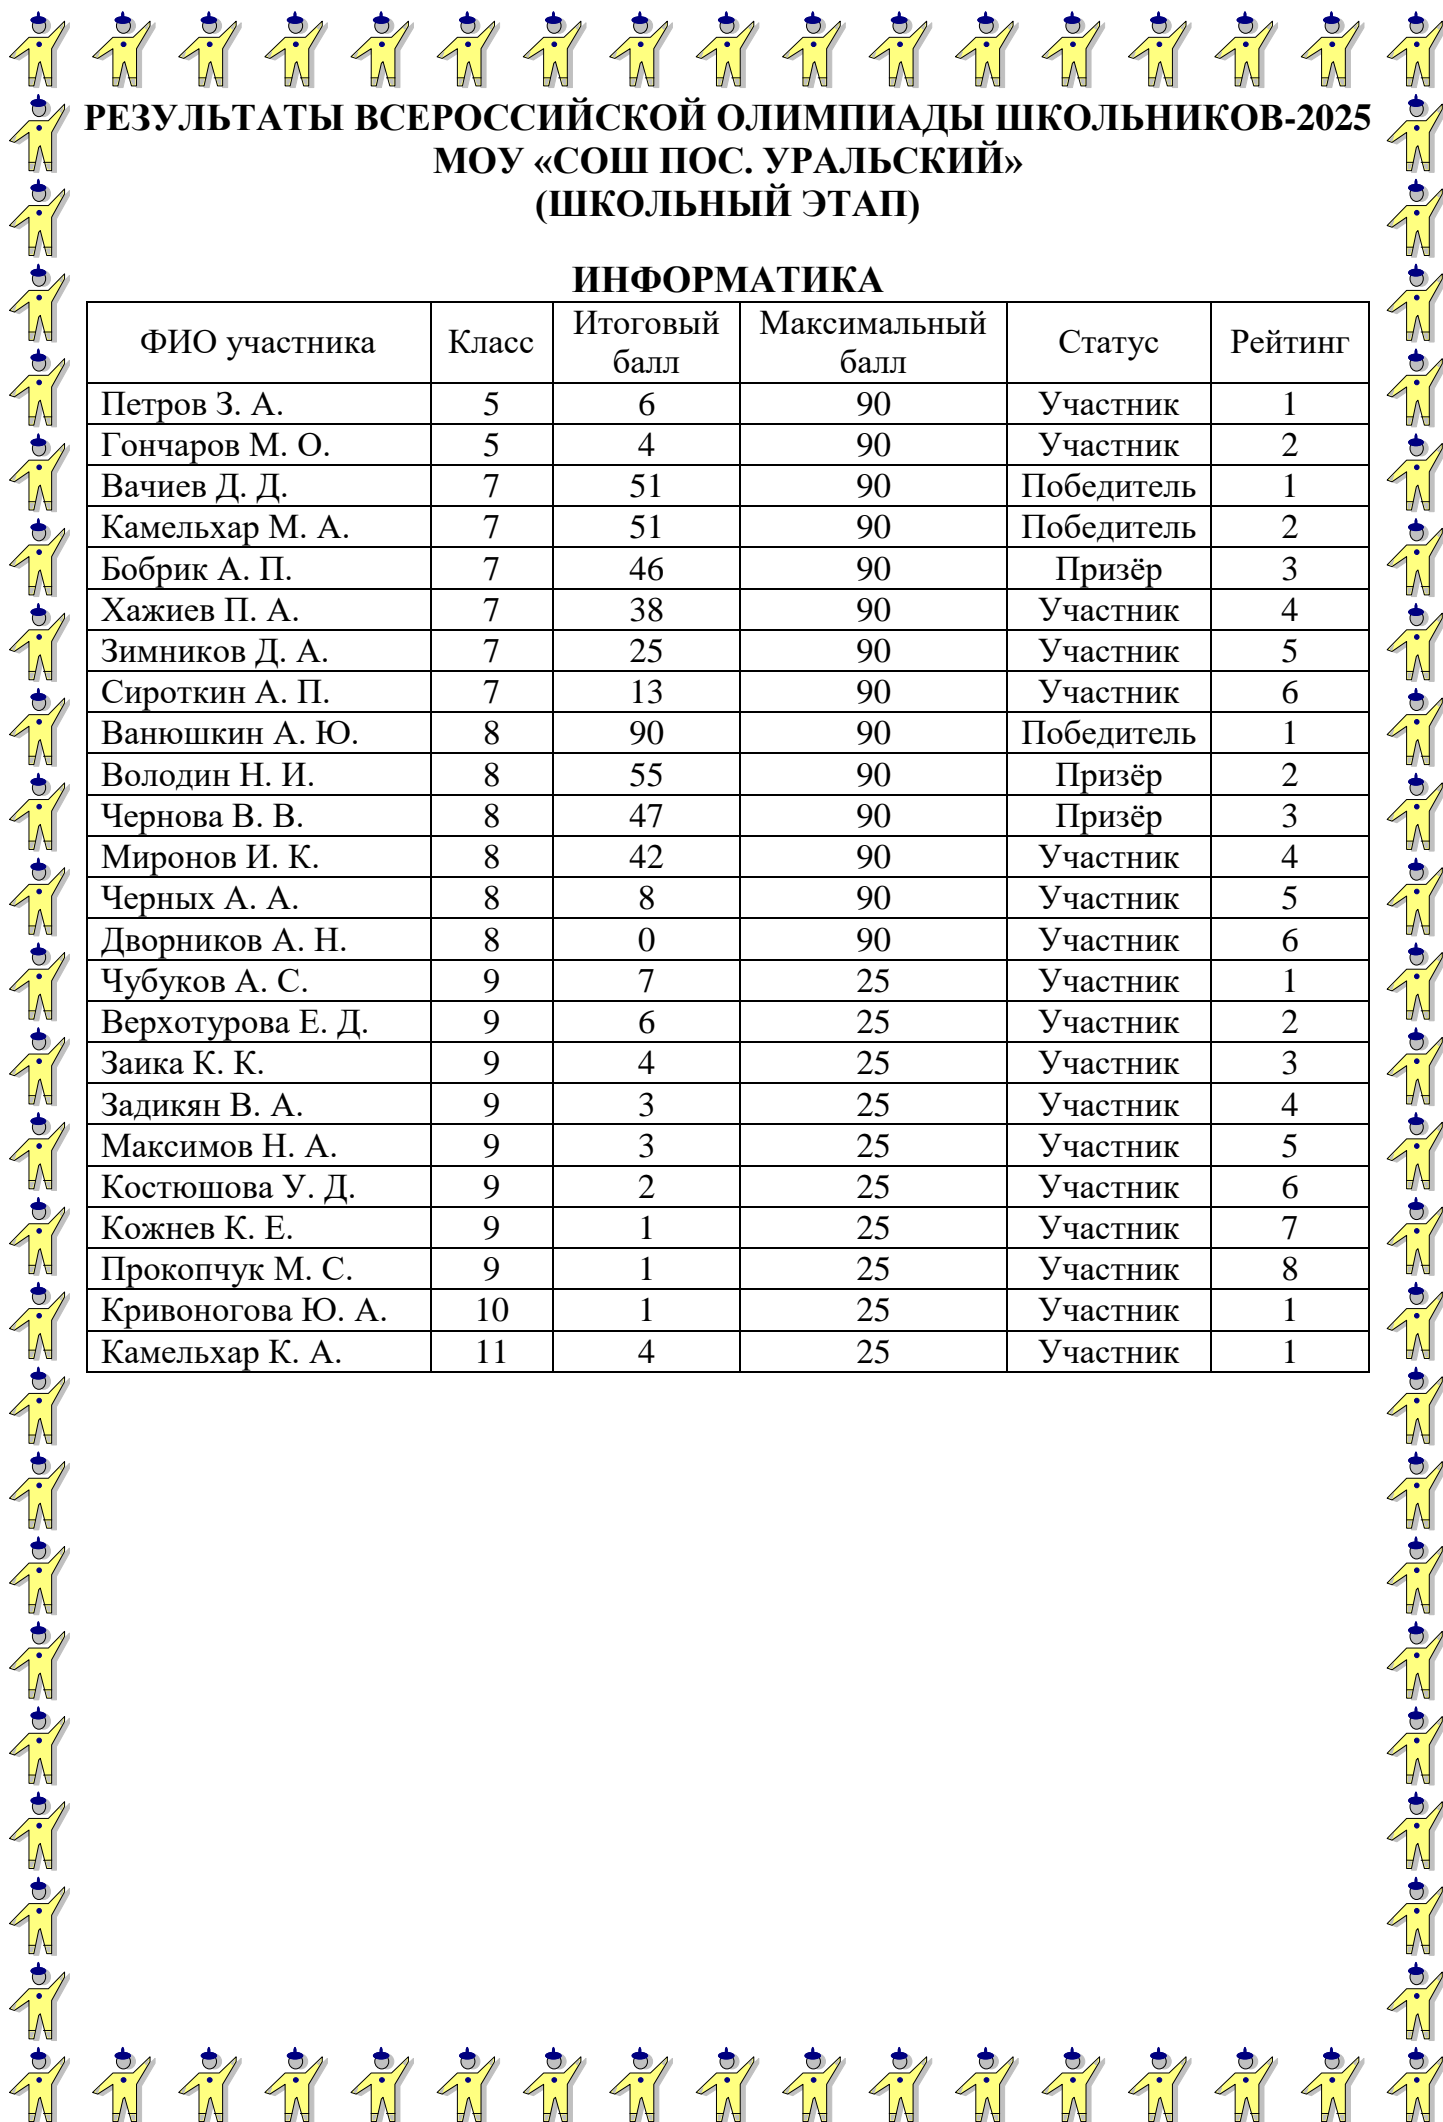 РЕЗУЛЬТАТЫ ВСЕРОССИЙСКОЙ ОЛИМПИАДЫ ШКОЛЬНИКОВ-2025
МОУ «СОШ ПОС. УРАЛЬСКИЙ»
(ШКОЛЬНЫЙ ЭТАП)
ИНФОРМАТИКА
ФИО участника Класс Итоговый балл Максимальный балл Статус Рейтинг
Петров З. А. 5 6 90 Участник 1
Гончаров М. О. 5 4 90 Участник 2
Вачиев Д. Д. 7 51 90 Победитель 1
Камельхар М. А. 7 51 90 Победитель 2
Бобрик А. П. 7 46 90 Призёр 3
Хажиев П. А. 7 38 90 Участник 4
Зимников Д. А. 7 25 90 Участник 5
Сироткин А. П. 7 13 90 Участник 6
Ванюшкин А. Ю. 8 90 90 Победитель 1
Володин Н. И. 8 55 90 Призёр 2
Чернова В. В. 8 47 90 Призёр 3
Миронов И. К. 8 42 90 Участник 4
Черных А. А. 8 8 90 Участник 5
Дворников А. Н. 8 0 90 Участник 6
Чубуков А. С. 9 7 25 Участник 1
Верхотурова Е. Д. 9 6 25 Участник 2
Заика К. К. 9 4 25 Участник 3
Задикян В. А. 9 3 25 Участник 4
Максимов Н. А. 9 3 25 Участник 5
Костюшова У. Д. 9 2 25 Участник 6
Кожнев К. Е. 9 1 25 Участник 7
Прокопчук М. С. 9 1 25 Участник 8
Кривоногова Ю. А. 10 1 25 Участник 1
Камельхар К. А. 11 4 25 Участник 1